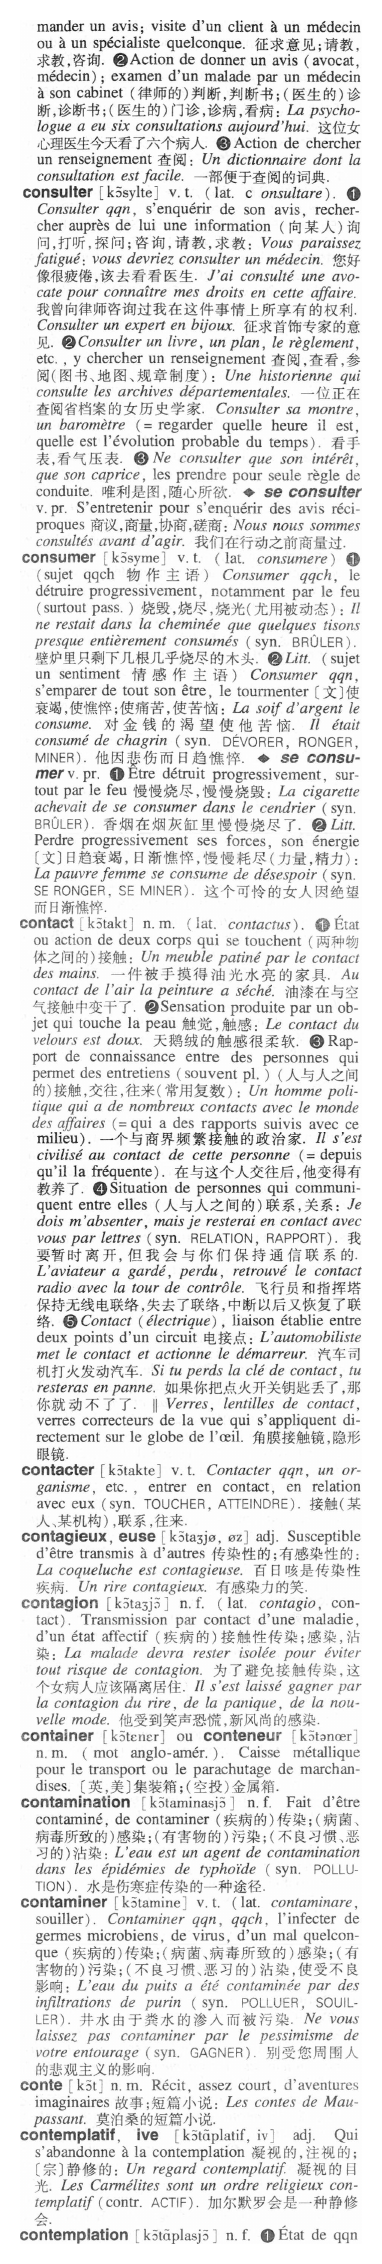 mander un avis; visite d'un client à un médecin
ou à un spécialiste quelconque. 征求意见;请教,
求教,咨询. ❷Action de donner un avis (avocat,
médecin); examen d'un malade par un médecin
à son cabinet (律师的)判断,判断书;(医生的)诊
断,诊断书;(医生的)门诊,诊病,看病: La psycho-
logue a eu six consultations aujourd'hui. 这位女
心理医生今天看了六个病人. ❸Action de chercher
un renseignement 查阅: Un dictionnaire dont la
consultation est facile. 一部便于查阅的词典.
consulter [kɔ̃sylte] v. t. (lat. c onsultare). ❶
Consulter qqn, s'enquérir de son avis, recher-
cher auprès de lui une information (向某人)询
问,打听,探问;咨询,请教,求教: Vous paraissez
fatigué: vous devriez consulter un médecin. 您好
像很疲倦,该去看看医生. J'ai consulté une avo-
cate pour connaître mes droits en cette affaire.
我曾向律师咨询过我在这件事情上所享有的权利.
Consulter un expert en bijoux. 征求首饰专家的意
见. ❷Consulter un livre, un plan, le règlement,
etc., y chercher un renseignement 查阅,查看,参
阅(图书、地图、规章制度): Une historienne qui
consulte les archives départementales. 一位正在
查阅省档案的女历史学家. Consulter sa montre,
un baromètre (= regarder quelle heure il est,
quelle est l'évolution probable du temps). 看手
表,看气压表. ❸Ne consulter que son intérêt,
que son caprice, les prendre pour seule règle de
conduite. 唯利是图,随心所欲. ◆ se consulter
v. pr. S'entretenir pour s'enquérir des avis réci-
proques 商议,商量,协商,磋商: Nous nous sommes
consultés avant d'agir. 我们在行动之前商量过.
consumer [kɔ̃syme] v. t. (lat. consumere) ❶
(sujet qqch 物作主语) Consumer qqch, le
détruire progressivement, notamment par le feu
(surtout pass.) 烧毁,烧尽,烧光(尤用被动态): Il
ne restait dans la cheminée que quelques tisons
presque entièrement consumés (syn. BRÛLER).
壁炉里只剩下几根几乎烧尽的木头. ❷Litt. (sujet
un sentiment 情感作主语) Consumer qqn,
s'emparer de tout son être, le tourmenter [文]使
衰竭,使憔悴;使痛苦,使苦恼: La soif d'argent le
consume. 对金钱的渴望使他苦恼. Il était
consumé de chagrin (syn. DÉVORER, RONGER,
MINER). 他因悲伤而日趋憔悴. ◆ se consu-
mer v. pr. ❶Être détruit progressivement, sur-
tout par le feu 慢慢烧尽,慢慢烧毁: La cigarette
achevait de se consumer dans le cendrier (syn.
BRÛLER). 香烟在烟灰缸里慢慢烧尽了. ❷Litt.
Perdre progressivement ses forces, son énergie
[文]日趋衰竭,日渐憔悴,慢慢耗尽(力量,精力):
La pauvre femme se consume de désespoir (syn.
SE RONGER, SE MINER). 这个可怜的女人因绝望
而日渐憔悴.
contact [kɔ̃takt] n. m. (lat. contactus). ❶État
ou action de deux corps qui se touchent (两种物
体之间的)接触: Un meuble patiné par le contact
des mains. 一件被手摸得油光水亮的家具. Au
contact de l'air la peinture a séché. 油漆在与空
气接触中变干了. ❷Sensation produite par un ob-
jet qui touche la peau 触觉,触感: Le contact du
velours est doux. 天鹅绒的触感很柔软. ❸Rap-
port de connaissance entre des personnes qui
permet des entretiens (souvent pl.) (人与人之间
的)接触,交往,往来(常用复数): Un homme poli-
tique qui a de nombreux contacts avec le monde
des affaires (= qui a des rapports suivis avec ce
milieu). 一个与商界频繁接触的政治家. Il s'est
civilisé au contact de cette personne (= depuis
qu'il la fréquente). 在与这个人交往后,他变得有
教养了. ❹Situation de personnes qui communi-
quent entre elles (人与人之间的)联系,关系: Je
dois m'absenter, mais je resterai en contact avec
vous par lettres (syn. RELATION, RAPPORT). 我
要暂时离开,但我会与你们保持通信联系的.
L'aviateur a gardé, perdu, retrouvé le contact
radio avec la tour de contrôle. 飞行员和指挥塔
保持无线电联络,失去了联络,中断以后又恢复了联
络. ❺Contact (électrique), liaison établie entre
deux points d'un circuit 电接点: L'automobiliste
met le contact et actionne le démarreur. 汽车司
机打火发动汽车. Si tu perds la clé de contact, tu
resteras en panne. 如果你把点火开关钥匙丢了,那
你就动不了了. ‖ Verres, lentilles de contact,
verres correcteurs de la vue qui s'appliquent di-
rectement sur le globe de l'œil. 角膜接触镜,隐形
眼镜.
contacter [kɔ̃takte] v. t. Contacter qqn, un or-
ganisme, etc., entrer en contact, en relation
avec eux (syn. TOUCHER, ATTEINDRE). 接触(某
人、某机构),联系,往来.
contagieux, euse [kɔ̃taʒjø, øz] adj. Susceptible
d'être transmis à d'autres 传染性的;有感染性的:
La coqueluche est contagieuse. 百日咳是传染性
疾病. Un rire contagieux. 有感染力的笑.
contagion [kɔ̃taʒjɔ̃] n. f. (lat. contagio, con-
tact). Transmission par contact d'une maladie,
d'un état affectif (疾病的)接触性传染;感染,沾
染: La malade devra rester isolée pour éviter
tout risque de contagion. 为了避免接触传染,这
个女病人应该隔离居住. Il s'est laissé gagner par
la contagion du rire, de la panique, de la nou-
velle mode. 他受到笑声恐慌,新风尚的感染.
container [kɔ̃tɛnɛr] ou conteneur [kɔ̃tənœr]
n. m. (mot anglo-amér.). Caisse métallique
pour le transport ou le parachutage de marchan-
dises. [英,美]集装箱;(空投)金属箱.
contamination [kɔ̃taminasjɔ̃] n. f. Fait d'être
contaminé, de contaminer (疾病的)传染;(病菌、
病毒所致的)感染;(有害物的)污染;(不良习惯、恶
习的)沾染: L'eau est un agent de contamination
dans les épidémies de typhoïde (syn. POLLU-
TION). 水是伤寒症传染的一种途径.
contaminer [kɔ̃tamine] v. t. (lat. contaminare,
souiller). Contaminer qqn, qqch, l'infecter de
germes microbiens, de virus, d'un mal quelcon-
que (疾病的)传染;(病菌、病毒所致的)感染;(有
害物的)污染;(不良习惯、恶习的)沾染,使受不良
影响: L'eau du puits a été contaminée par des
infiltrations de purin (syn. POLLUER, SOUIL-
LER). 井水由于粪水的渗入而被污染. Ne vous
laissez pas contaminer par le pessimisme de
votre entourage (syn. GAGNER). 别受您周围人
的悲观主义的影响.
conte [kɔ̃t] n. m. Récit, assez court, d'aventures
imaginaires 故事;短篇小说: Les contes de Mau-
passant. 莫泊桑的短篇小说.
contemplatif, ive [kɔ̃tɑ̃platif, iv] adj. Qui
s'abandonne à la contemplation 凝视的,注视的;
[宗]静修的: Un regard contemplatif. 凝视的目
光. Les Carmélites sont un ordre religieux con-
templatif (contr. ACTIF). 加尔默罗会是一种静修
会.
contemplation [kɔ̃tɑ̃plasjɔ̃] n. f. ❶État de qqn